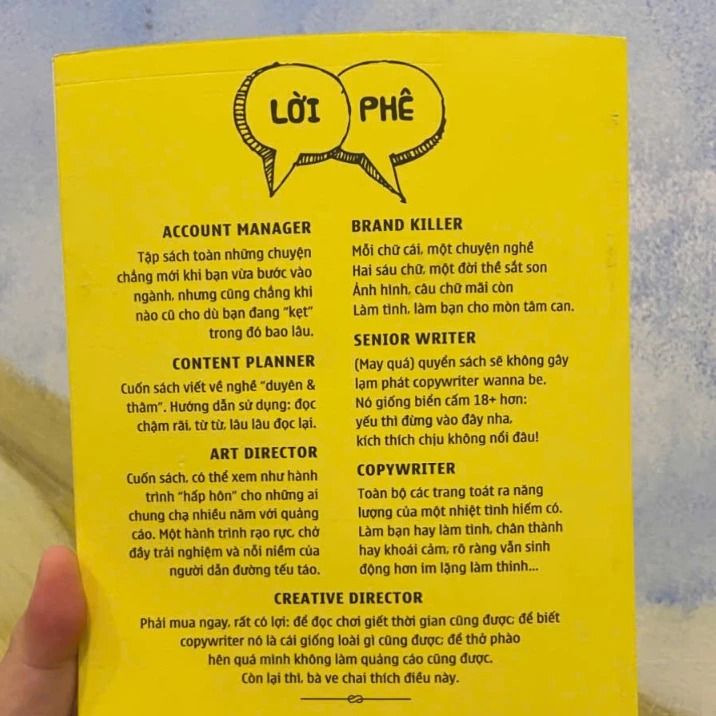 LỜI PHÊ
ACCOUNT MANAGER
Tập sách toàn những chuyện
chẳng mới khi bạn vừa bước vào
ngành, nhưng cũng chẳng khi
nào cũ cho dù bạn đang "kẹt"
trong đó bao lâu.
CONTENT PLANNER
Cuốn sách viết về nghề "duyên &
thâm". Hướng dẫn sử dụng: đọc
chậm rãi, từ từ, lâu lâu đọc lại.
ART DIRECTOR
Cuốn sách, có thể xem như hành
trình "hấp hôn" cho những ai
chung chạ nhiều năm với quảng
cáo. Một hành trình rạo rực, chở
đầy trải nghiệm và nỗi niềm của
người dẫn đường tếu táo.
BRAND KILLER
Mỗi chữ cái, một chuyện nghề
Hai sáu chữ, một đời thề sắt son
Ảnh hình, câu chữ mãi còn
Làm tình, làm bạn cho mòn tâm can.
SENIOR WRITER
(May quá) quyển sách sẽ không gây
lạm phát copywriter wanna be.
Nó giống biển cấm 18+ hơn:
yếu thì đừng vào đây nha,
kích thích chịu không nổi đâu!
COPYWRITER
Toàn bộ các trang toát ra năng
lượng của một nhiệt tình hiếm có.
Làm bạn hay làm tình, chân thành
hay khoái cảm, rõ ràng vẫn sinh
động hơn im lặng làm thinh...
CREATIVE DIRECTOR
Phải mua ngay, rất có lợi: để đọc chơi giết thời gian cũng được; để biết
copywriter nó là cái giống loài gì cũng được; để thở phào
hên quá mình không làm quảng cáo cũng được.
Còn lại thì, bà ve chai thích điều này.